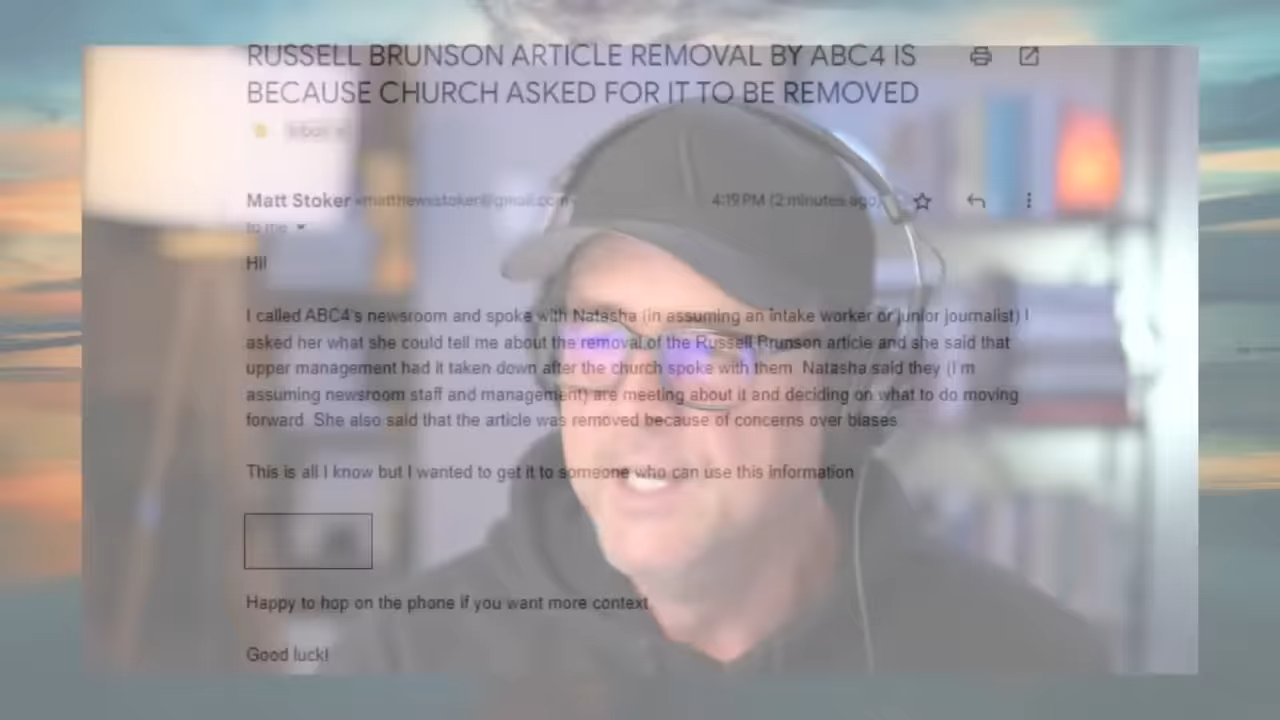 RUSSELL BRUNSON ARTICLE REMOVAL BY ABC4 IS
BECAUSE CHURCH ASKED FOR IT TO BE REMOVED
Inbox
Matt Stoker <matthewsstoker@gmail.com> 4:19 PM (2 minutes ago)
to me
HI!
I called ABC4's newsroom and spoke with Natasha (in assuming an intake worker or junior journalist) I
asked her what she could tell me about the removal of the Russell Brunson article and she said that
upper management had it taken down after the church spoke with them. Natasha said they (I'm
assuming newsroom staff and management) are meeting about it and deciding on what to do moving
forward. She also said that the article was removed because of concerns over biases
This is all I know but I wanted to get it to someone who can use this information
Happy to hop on the phone if you want more context
Good luck!